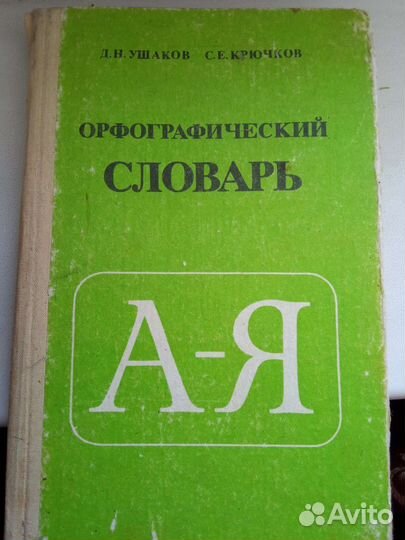 Д.Н. УШАКОВ С.Е. КРЮЧКОВ
ОРФОГРАФИЧЕСКИЙ
СЛОВАРЬ
А-Я
Avito